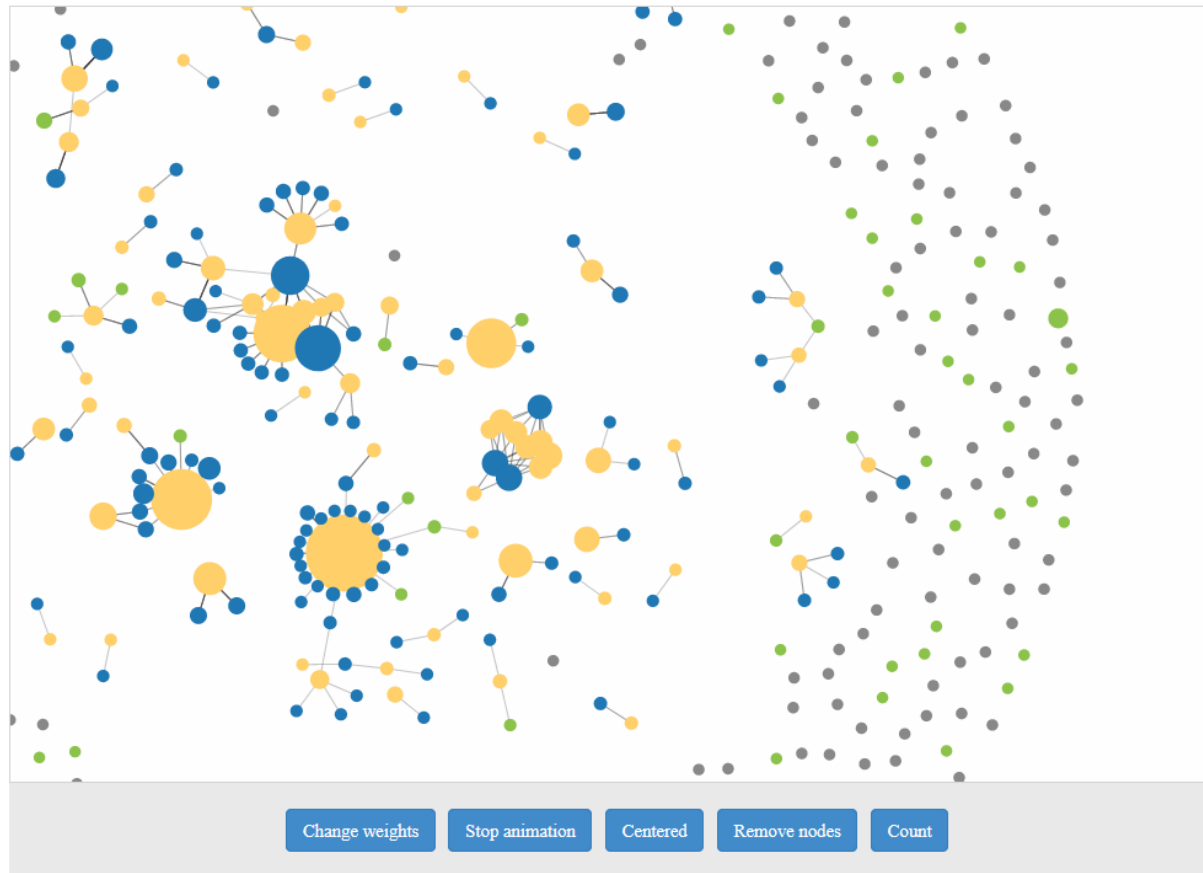 Change weights
Stop animation
Centered
Remove nodes
Count